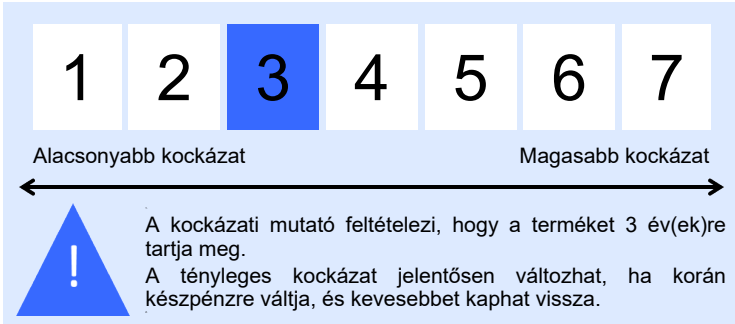 1 2 3 4 5 6 7
Alacsonyabb kockázat Magasabb kockázat
!
A kockázati mutató feltételezi, hogy a terméket 3 év(ek)re
tartja meg.
A tényleges kockázat jelentősen változhat, ha korán
készpénzre váltja, és kevesebbet kaphat vissza.